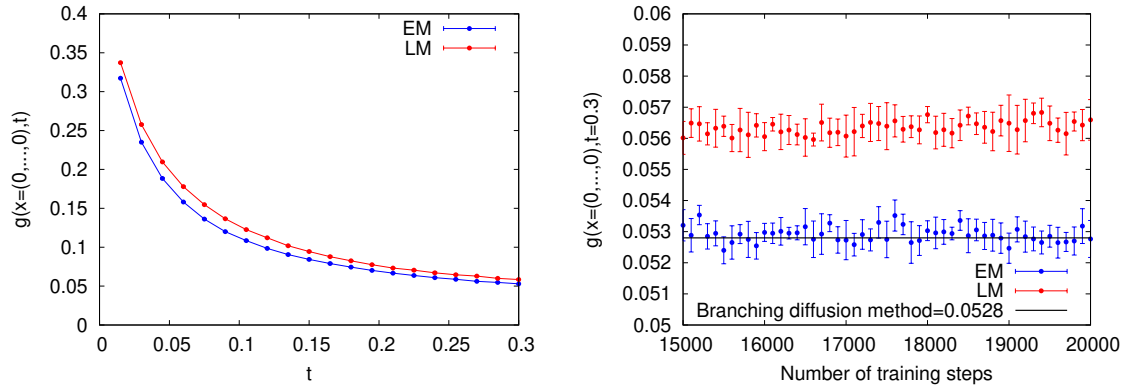 0.4
0.35
0.3
0.25
0.2
0.15
0.1
0.05
0
g(x=(0,...,0),t)
0 0.05 0.1 0.15 0.2 0.25 0.3
t
EM
LM
0.06
0.059
0.058
0.057
0.056
0.055
0.054
0.053
0.052
0.051
0.05
g(x=(0,...,0),t=0.3)
EM
LM
Branching diffusion method=0.0528
15000 16000 17000 18000 19000 20000
Number of training steps